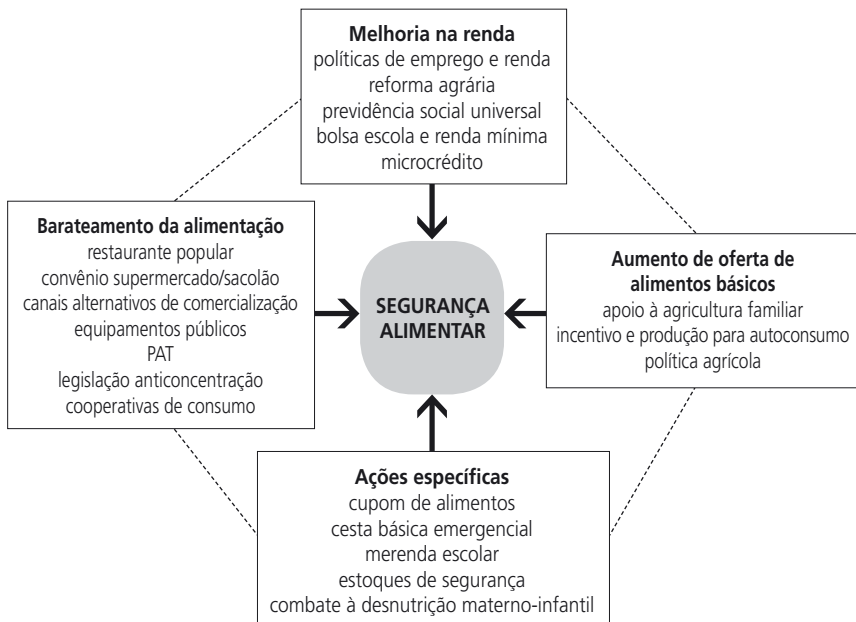 Melhoria na renda
políticas de emprego e renda
reforma agrária
previdência social universal
bolsa escola e renda mínima
microcrédito
Barateamento da alimentação
restaurante popular
convênio supermercado/sacolão
canais alternativos de comercialização
equipamentos públicos
PAT
legislação anticoncentração
cooperativas de consumo
SEGURANÇA
ALIMENTAR
Aumento de oferta de
alimentos básicos
apoio à agricultura familiar
incentivo e produção para autoconsumo
política agrícola
Ações específicas
cupom de alimentos
cesta básica emergencial
merenda escolar
estoques de segurança
combate à desnutrição materno-infantil